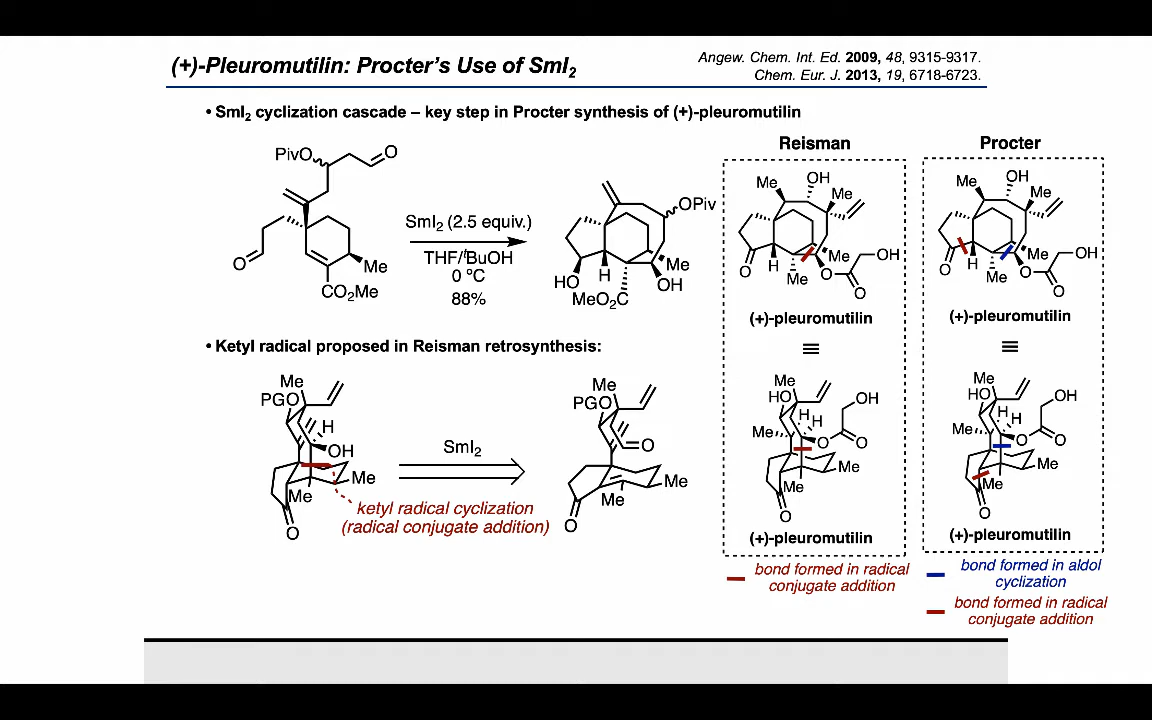 (+)-Pleuromutilin: Procter's Use of SmI₂
Angew. Chem. Int. Ed. 2009, 48, 9315-9317.
Chem. Eur. J. 2013, 19, 6718-6723.
• SmI₂ cyclization cascade – key step in Procter synthesis of (+)-pleuromutilin
PivO
O
O
Me
CO₂Me
SmI₂ (2.5 equiv.)
THF/ᵗBuOH
0 ºC
88%
OPiv
HO
H
Me
OH
MeO₂C
Reisman
Me
OH
Me
O
H
Me
Me
O
OH
O
(+)-pleuromutilin
≡
Me
HO
H
H
OH
Me
O
O
Me
Me
O
(+)-pleuromutilin
bond formed in radical
conjugate addition
Procter
Me
OH
Me
O
H
Me
Me
O
OH
O
(+)-pleuromutilin
≡
Me
HO
H
H
OH
Me
O
O
Me
Me
O
(+)-pleuromutilin
bond formed in aldol
cyclization
bond formed in radical
conjugate addition
• Ketyl radical proposed in Reisman retrosynthesis:
Me
PGO
H
OH
Me
Me
O
ketyl radical cyclization
(radical conjugate addition)
SmI₂
Me
PGO
O
Me
Me
O